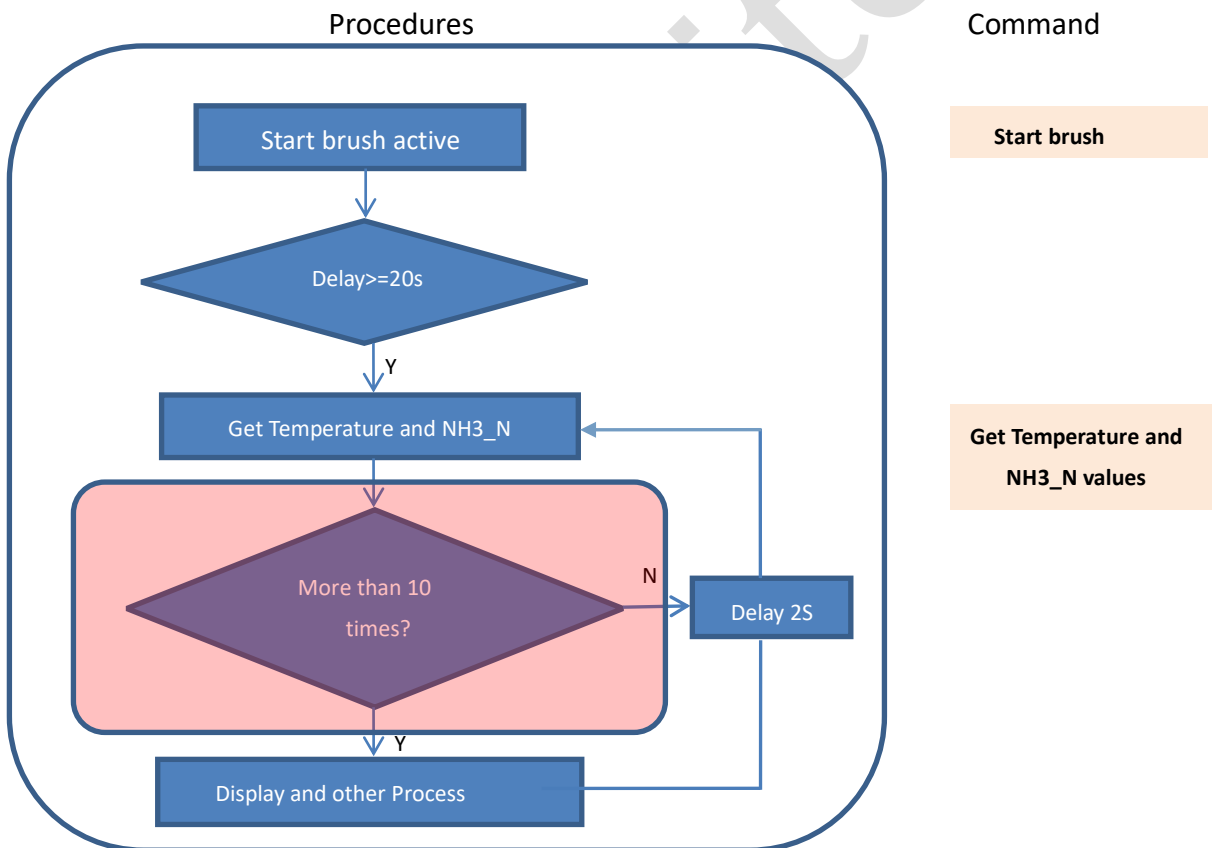 Procedures
Command
Start brush active
Start brush
Delay>=20s
Y
Get Temperature and NH3_N
Get Temperature and
NH3_N values
More than 10
times?
N
Delay 2S
Y
Display and other Process